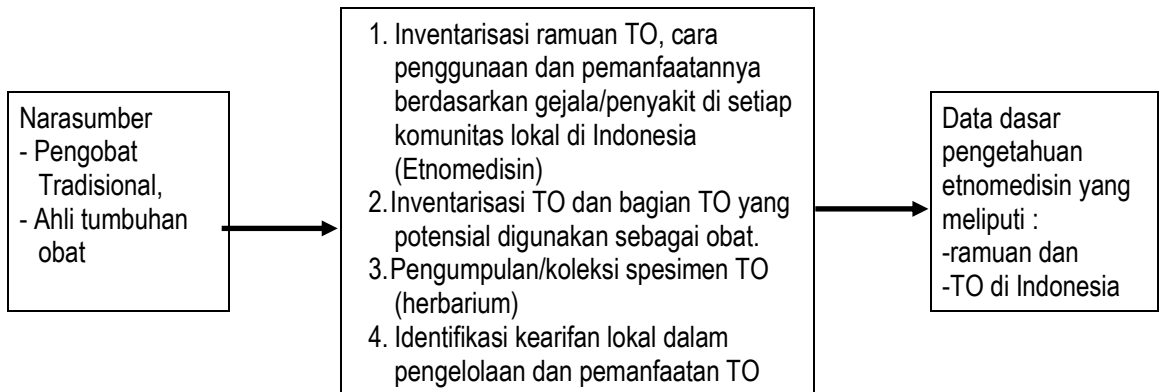 Narasumber
- Pengobat
Tradisional,
- Ahli tumbuhan
obat
1. Inventarisasi ramuan TO, cara
penggunaan dan pemanfaatannya
berdasarkan gejala/penyakit di setiap
komunitas lokal di Indonesia
(Etnomedisin)
2.Inventarisasi TO dan bagian TO yang
potensial digunakan sebagai obat.
3.Pengumpulan/koleksi spesimen TO
(herbarium)
4. Identifikasi kearifan lokal dalam
pengelolaan dan pemanfaatan TO
Data dasar
pengetahuan
etnomedisin yang
meliputi :
-ramuan dan
-TO di Indonesia